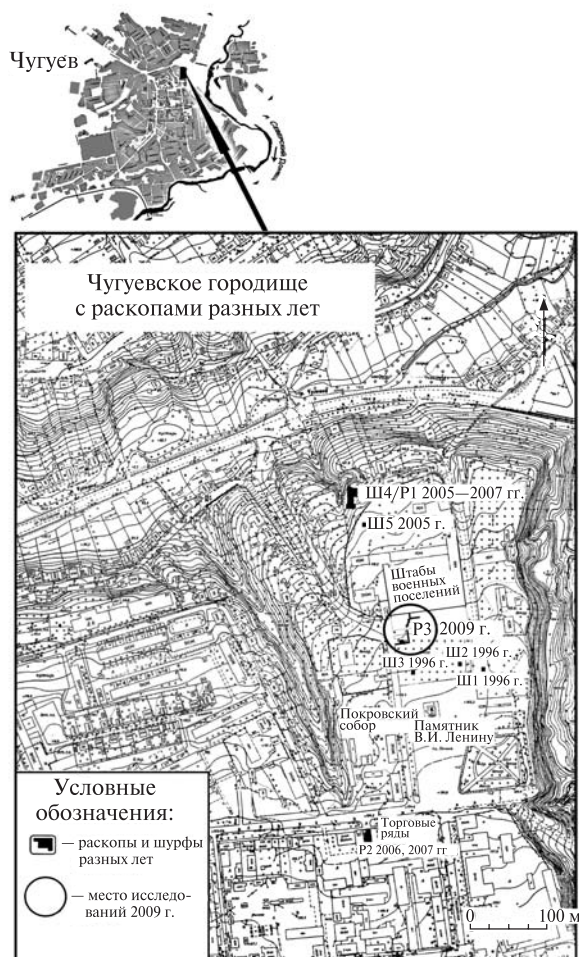 Чугуев
Северский Донец
Чугуевское городище
с раскопами разных лет
Ш4/Р1 2005—2007 гг.
Ш5 2005 г.
Штабы
военных
поселений
Р3 2009 г.
Ш2 1996 г.
Ш3 1996 г.
Ш1 1996 г.
Покровский
собор
Памятник
В.И. Ленину
Торговые
ряды
Р2 2006, 2007 гг
Условные
обозначения:
— раскопы и шурфы
разных лет
— место исследо-
ваний 2009 г.
0 100 м